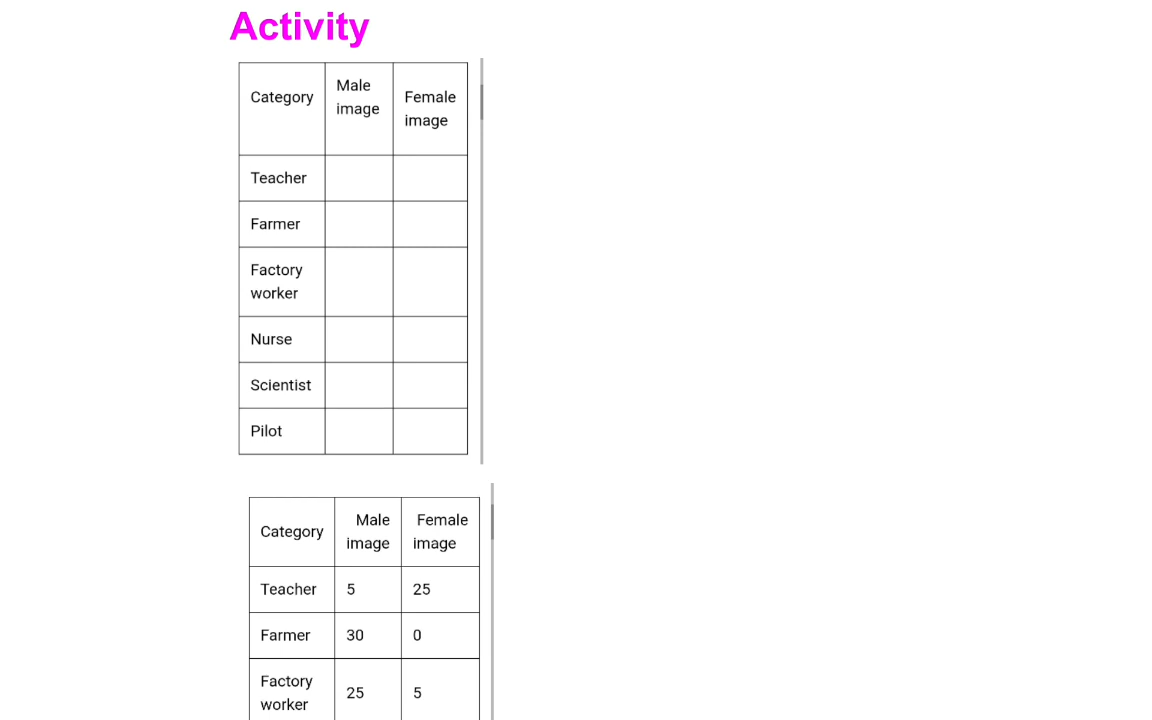 Activity
Category Male image Female image
Teacher
Farmer
Factory worker
Nurse
Scientist
Pilot
Category Male image Female image
Teacher 5 25
Farmer 30 0
Factory worker 25 5